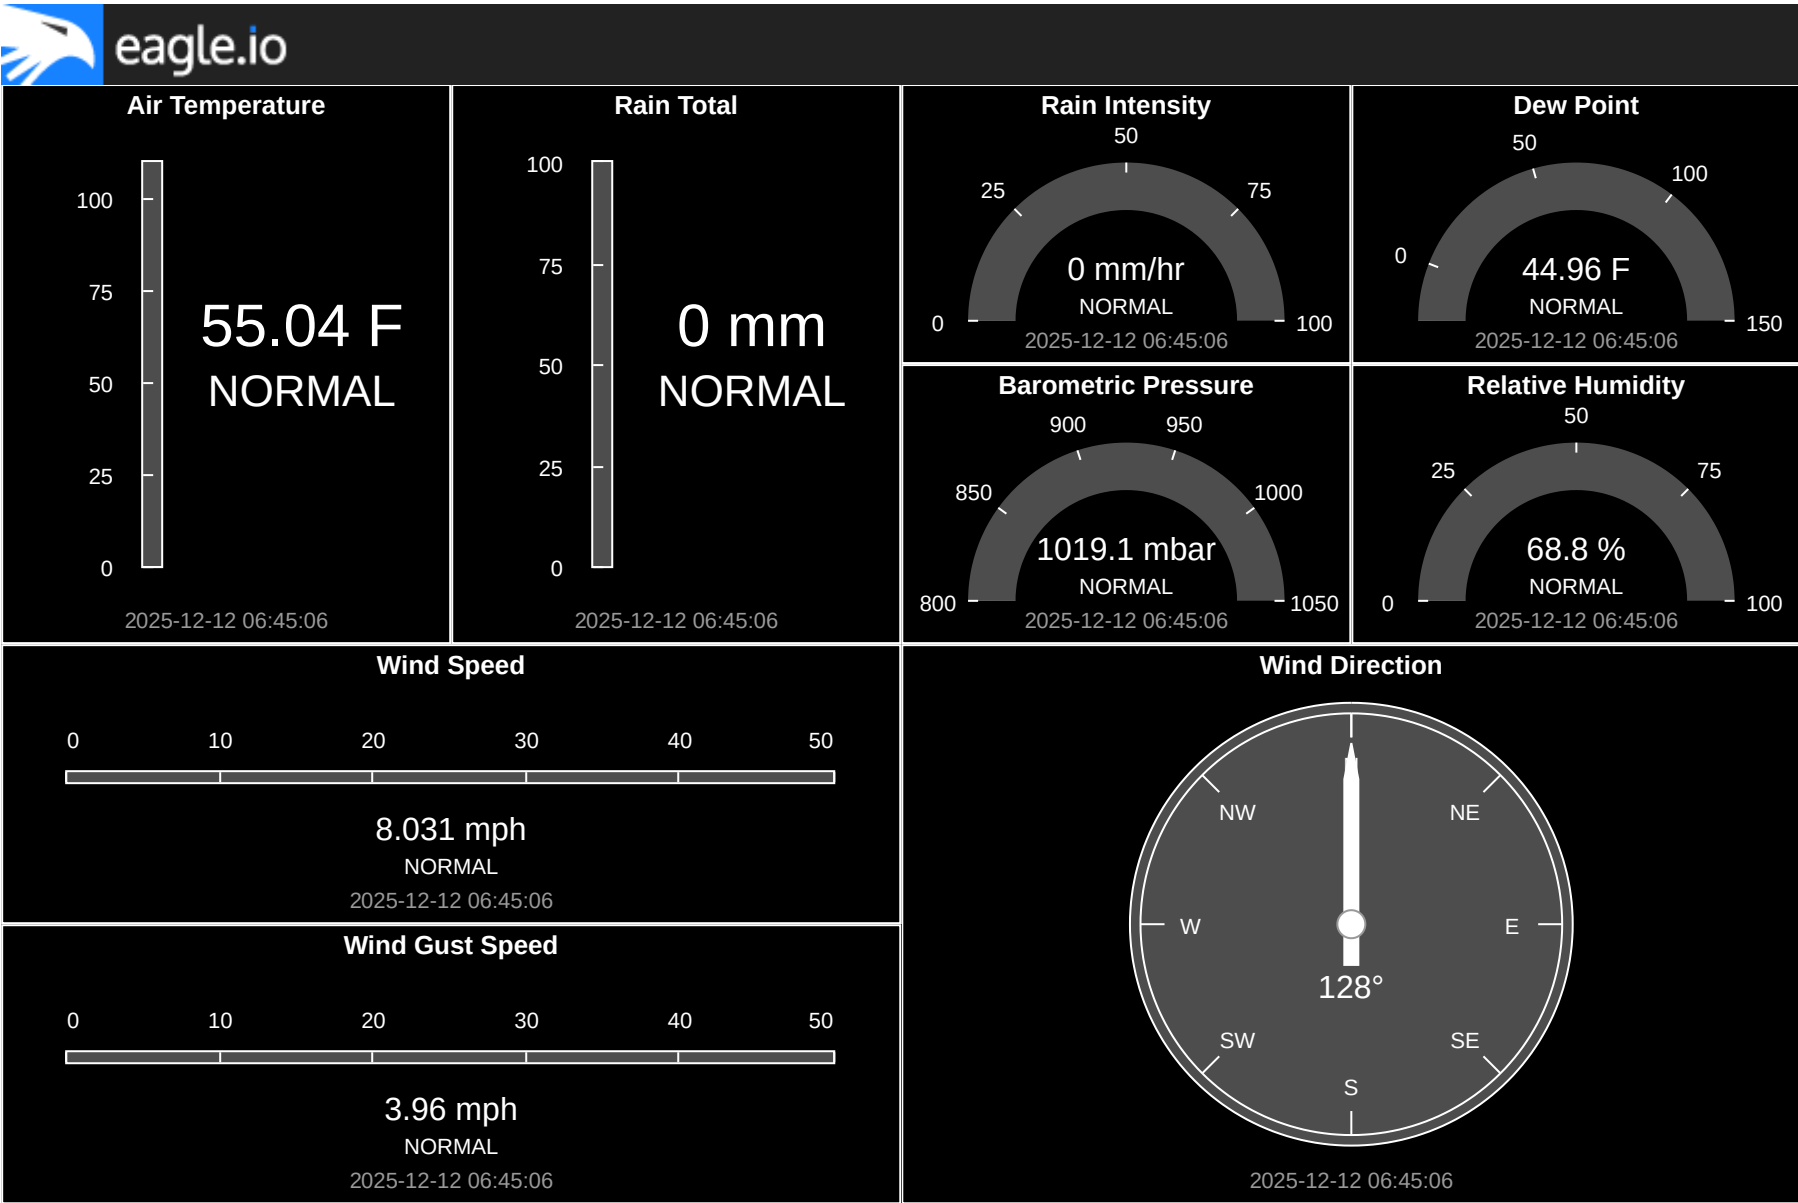 eagle.io
Air Temperature
100
75
50
25
0
55.04 F
NORMAL
2025-12-12 06:45:06
Rain Total
100
75
50
25
0
0 mm
NORMAL
2025-12-12 06:45:06
Rain Intensity
0
25
50
75
100
0 mm/hr
NORMAL
2025-12-12 06:45:06
Dew Point
0
50
100
150
44.96 F
NORMAL
2025-12-12 06:45:06
Barometric Pressure
800
850
900
950
1000
1050
1019.1 mbar
NORMAL
2025-12-12 06:45:06
Relative Humidity
0
25
50
75
100
68.8 %
NORMAL
2025-12-12 06:45:06
Wind Speed
0 10 20 30 40 50
8.031 mph
NORMAL
2025-12-12 06:45:06
Wind Gust Speed
0 10 20 30 40 50
3.96 mph
NORMAL
2025-12-12 06:45:06
Wind Direction
NW NE
W E
128°
SW SE
S
2025-12-12 06:45:06